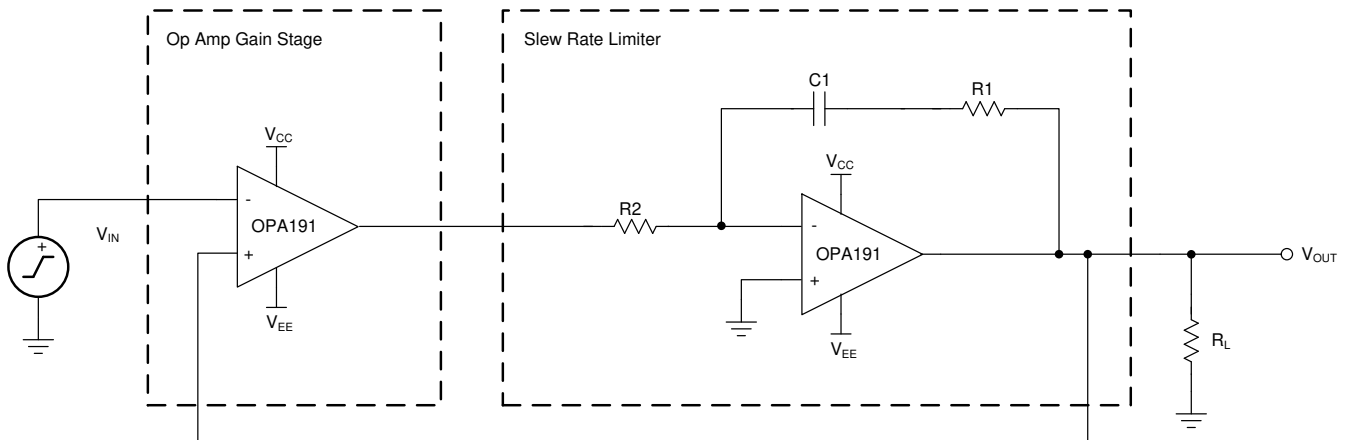 Op Amp Gain Stage
Slew Rate Limiter
C1
R1
V_CC
V_CC
R2
-
OPA191
+
V_IN
+
-
OPA191
+
V_OUT
V_EE
V_EE
R_L